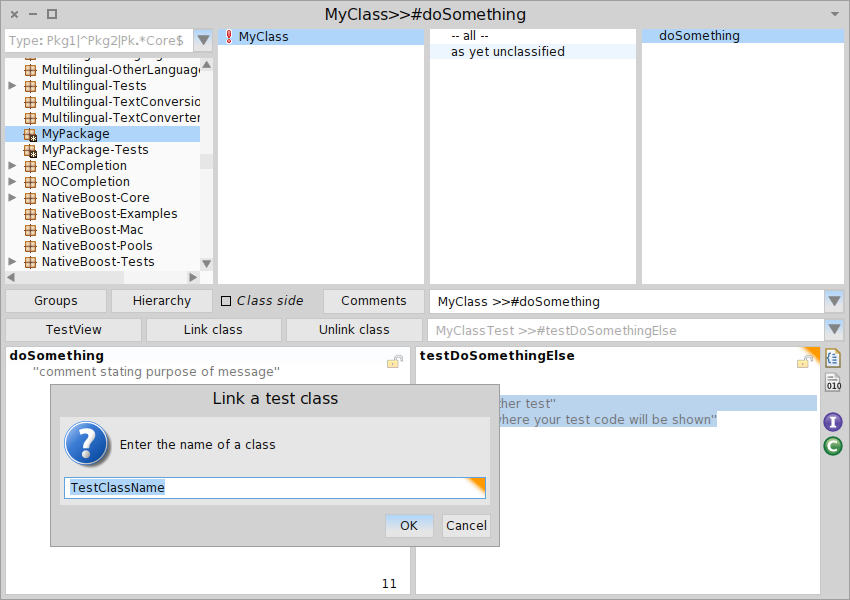 MyClass>>#doSomething
Type: Pkg1|^Pkg2|Pk.*Core$
Multilingual-OtherLanguage
Multilingual-Tests
Multilingual-TextConversio
Multilingual-TextConverter
MyPackage
MyPackage-Tests
NECompletion
NOCompletion
NativeBoost-Core
NativeBoost-Examples
NativeBoost-Mac
NativeBoost-Pools
NativeBoost-Tests
MyClass
-- all --
as yet unclassified
doSomething
Groups
Hierarchy
Class side
Comments
MyClass >>#doSomething
TestView
Link class
Unlink class
MyClassTest >>#testDoSomethingElse
doSomething
"comment stating purpose of message"
11
testDoSomethingElse
ther test"
where your test code will be shown"
010
I
C
Link a test class
?
Enter the name of a class
TestClassName
OK
Cancel